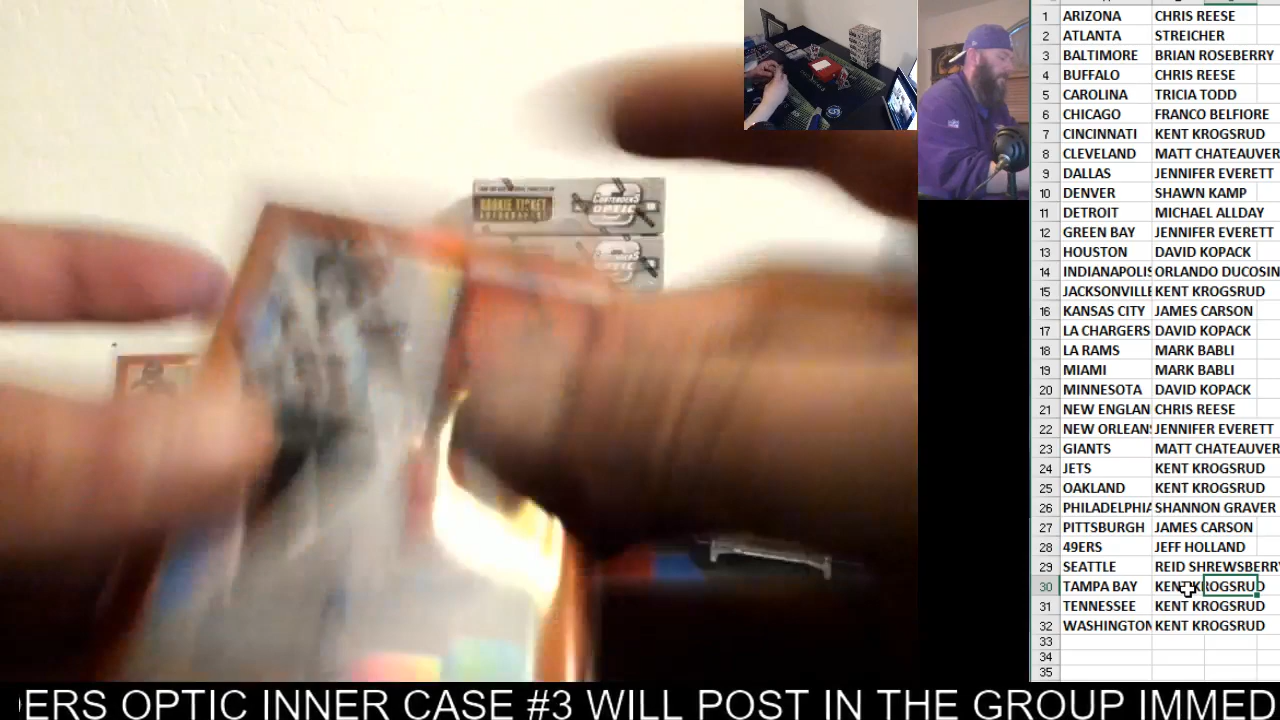 ROOKIE TICKET
AUTOGRAPHS
CONTENDERS
OPTIC
CONTENDERS
OPTIC
1 ARIZONA CHRIS REESE
2 ATLANTA STREICHER
3 BALTIMORE BRIAN ROSEBERRY
4 BUFFALO CHRIS REESE
5 CAROLINA TRICIA TODD
6 CHICAGO FRANCO BELFIORE
7 CINCINNATI KENT KROGSRUD
8 CLEVELAND MATT CHATEAUVER
9 DALLAS JENNIFER EVERETT
10 DENVER SHAWN KAMP
11 DETROIT MICHAEL ALLDAY
12 GREEN BAY JENNIFER EVERETT
13 HOUSTON DAVID KOPACK
14 INDIANAPOLIS ORLANDO DUCOSIN
15 JACKSONVILLE KENT KROGSRUD
16 KANSAS CITY JAMES CARSON
17 LA CHARGERS DAVID KOPACK
18 LA RAMS MARK BABLI
19 MIAMI MARK BABLI
20 MINNESOTA DAVID KOPACK
21 NEW ENGLAN CHRIS REESE
22 NEW ORLEANS JENNIFER EVERETT
23 GIANTS MATT CHATEAUVER
24 JETS KENT KROGSRUD
25 OAKLAND KENT KROGSRUD
26 PHILADELPHIA SHANNON GRAVER
27 PITTSBURGH JAMES CARSON
28 49ERS JEFF HOLLAND
29 SEATTLE REID SHREWSBERRY
30 TAMPA BAY KENT KROGSRUD
31 TENNESSEE KENT KROGSRUD
32 WASHINGTON KENT KROGSRUD
33
34
35
ERS OPTIC INNER CASE #3 WILL POST IN THE GROUP IMMED